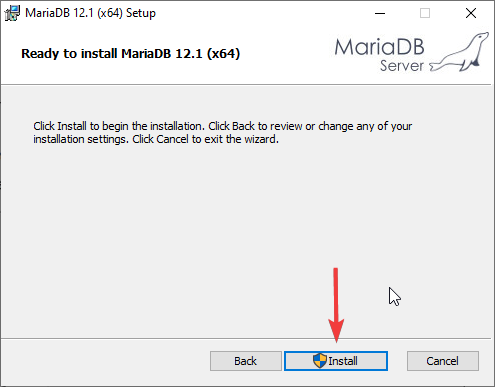 MariaDB 12.1 (x64) Setup
Ready to install MariaDB 12.1 (x64)
MariaDB
Server
Click Install to begin the installation. Click Back to review or change any of your
installation settings. Click Cancel to exit the wizard.
Back
Install
Cancel